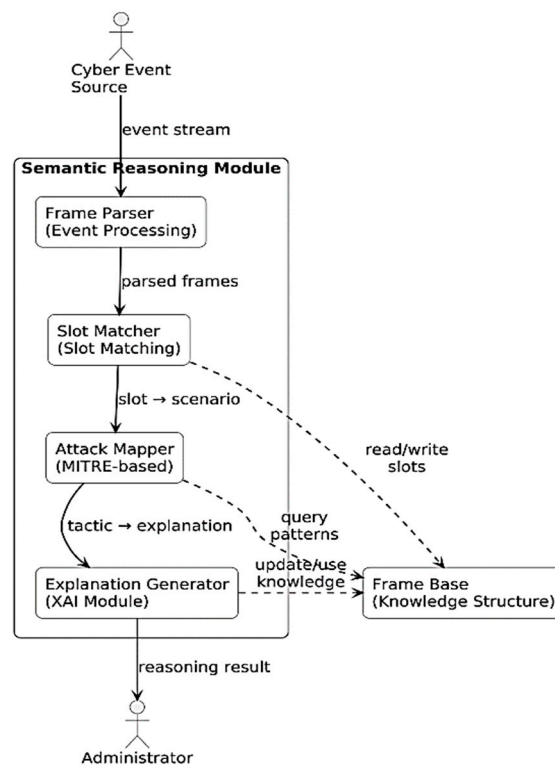 Cyber Event
Source
event stream
Semantic Reasoning Module
Frame Parser
(Event Processing)
parsed frames
Slot Matcher
(Slot Matching)
slot → scenario
read/write
slots
Attack Mapper
(MITRE-based)
tactic → explanation
query
patterns
update/use
knowledge
Explanation Generator
(XAI Module)
Frame Base
(Knowledge Structure)
reasoning result
Administrator